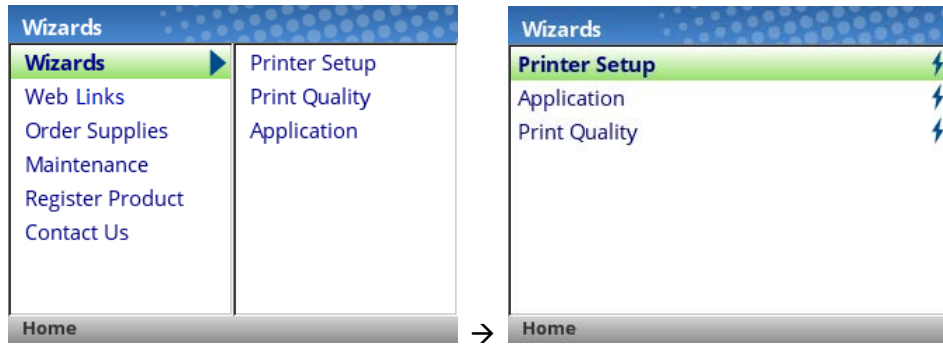 Wizards
Wizards
Web Links
Order Supplies
Maintenance
Register Product
Contact Us
Printer Setup
Print Quality
Application
Home
→
Wizards
Printer Setup
Application
Print Quality
Home